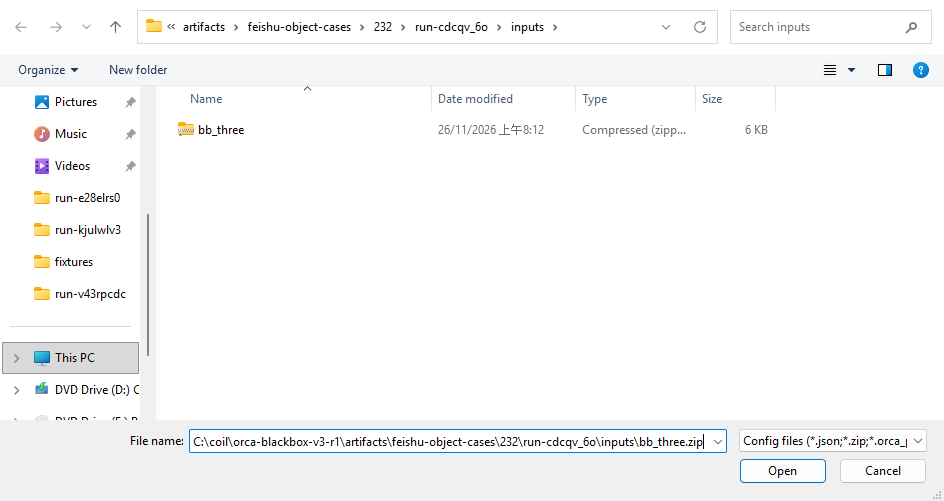 « artifacts > feishu-object-cases > 232 > run-cdcqv_6o > inputs >
Search inputs
Organize
New folder
Name
Date modified
Type
Size
Pictures
Music
Videos
run-e28elrs0
run-kjulwlv3
fixtures
run-v43rpcdc
This PC
DVD Drive (D:) C
bb_three
26/11/2026 上午8:12
Compressed (zipp...
6 KB
File name:
C:\coil\orca-blackbox-v3-r1\artifacts\feishu-object-cases\232\run-cdcqv_6o\inputs\bb_three.zip
Config files (*.json;*.zip;*.orca_p
Open
Cancel